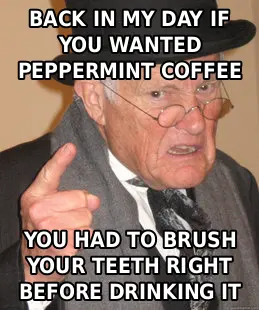 BACK IN MY DAY IF
YOU WANTED
PEPPERMINT COFFEE
YOU HAD TO BRUSH
YOUR TEETH RIGHT
BEFORE DRINKING IT